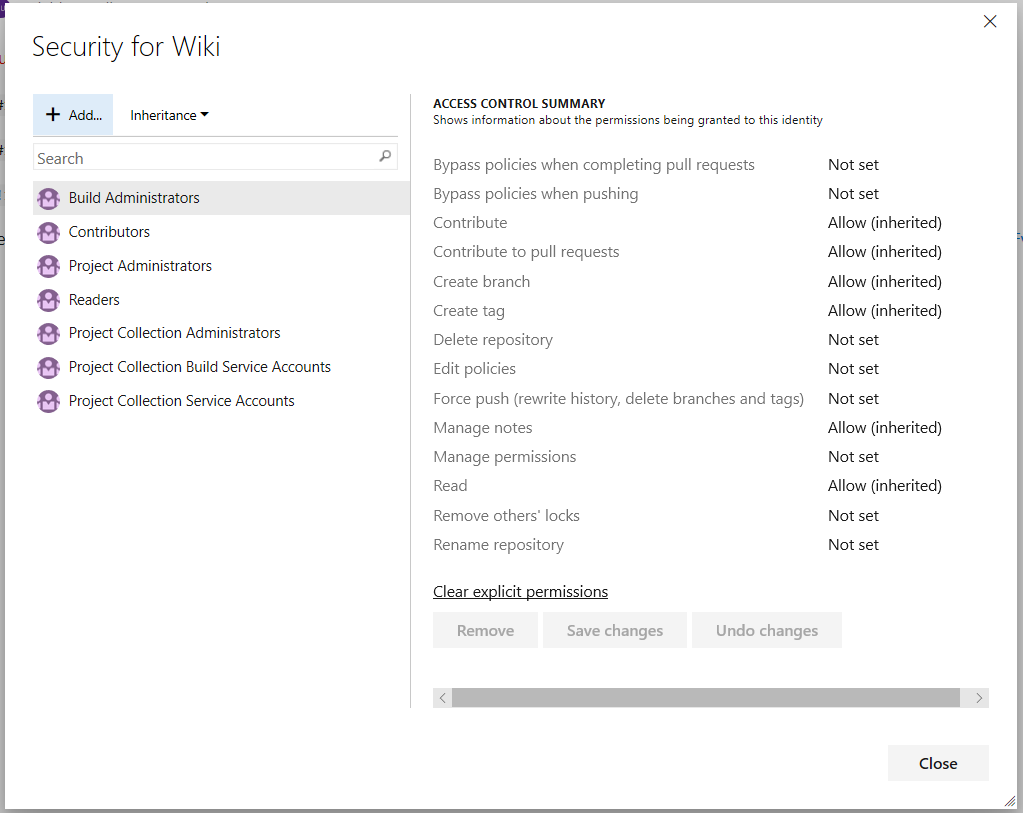 Security for Wiki
Add...
Inheritance
Search
Build Administrators
Contributors
Project Administrators
Readers
Project Collection Administrators
Project Collection Build Service Accounts
Project Collection Service Accounts
ACCESS CONTROL SUMMARY
Shows information about the permissions being granted to this identity
Bypass policies when completing pull requests Not set
Bypass policies when pushing Not set
Contribute Allow (inherited)
Contribute to pull requests Allow (inherited)
Create branch Allow (inherited)
Create tag Allow (inherited)
Delete repository Not set
Edit policies Not set
Force push (rewrite history, delete branches and tags) Not set
Manage notes Allow (inherited)
Manage permissions Not set
Read Allow (inherited)
Remove others' locks Not set
Rename repository Not set
Clear explicit permissions
Remove Save changes Undo changes
Close